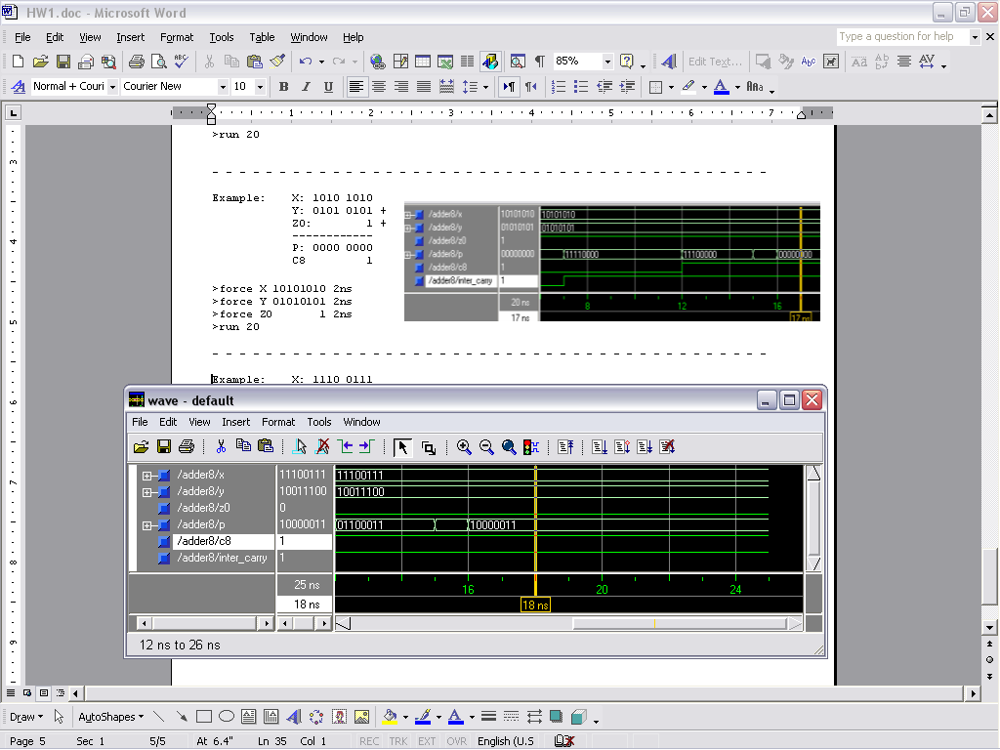 HW1.doc - Microsoft Word
File Edit View Insert Format Tools Table Window Help
Type a question for help
85%
Edit Text...
Normal + Couri
Courier New
10
B I U
1 2 3 4 5 6 7
>run 20
- - - - - - - - - - - - - - - - - - - - - - - - - - - - - - - - - - - - - - - -
Example: X: 1010 1010
Y: 0101 0101 +
Z0: 1 +
------------
P: 0000 0000
C8 1
/adder8/x 10101010 10101010
/adder8/y 01010101 01010101
/adder8/z0 1
/adder8/p 00000000 11110000 11100000 00000000
/adder8/c8 1
/adder8/inter_carry 1
20 ns
8 12 16
17 ns
17 ns
>force X 10101010 2ns
>force Y 01010101 2ns
>force Z0 1 2ns
>run 20
- - - - - - - - - - - - - - - - - - - - - - - - - - - - - - - - - - - - - - - -
Example: X: 1110 0111
wave - default
File Edit View Insert Format Tools Window
/adder8/x 11100111 11100111
/adder8/y 10011100 10011100
/adder8/z0 0
/adder8/p 10000011 01100011 10000011
/adder8/c8 1
/adder8/inter_carry 1
25 ns
16 20 24
18 ns
18 ns
12 ns to 26 ns
3
4
5
6
7
8
9
Draw AutoShapes
Page 5 Sec 1 5/5 At 6.4" Ln 35 Col 1 REC TRK EXT OVR English (U.S